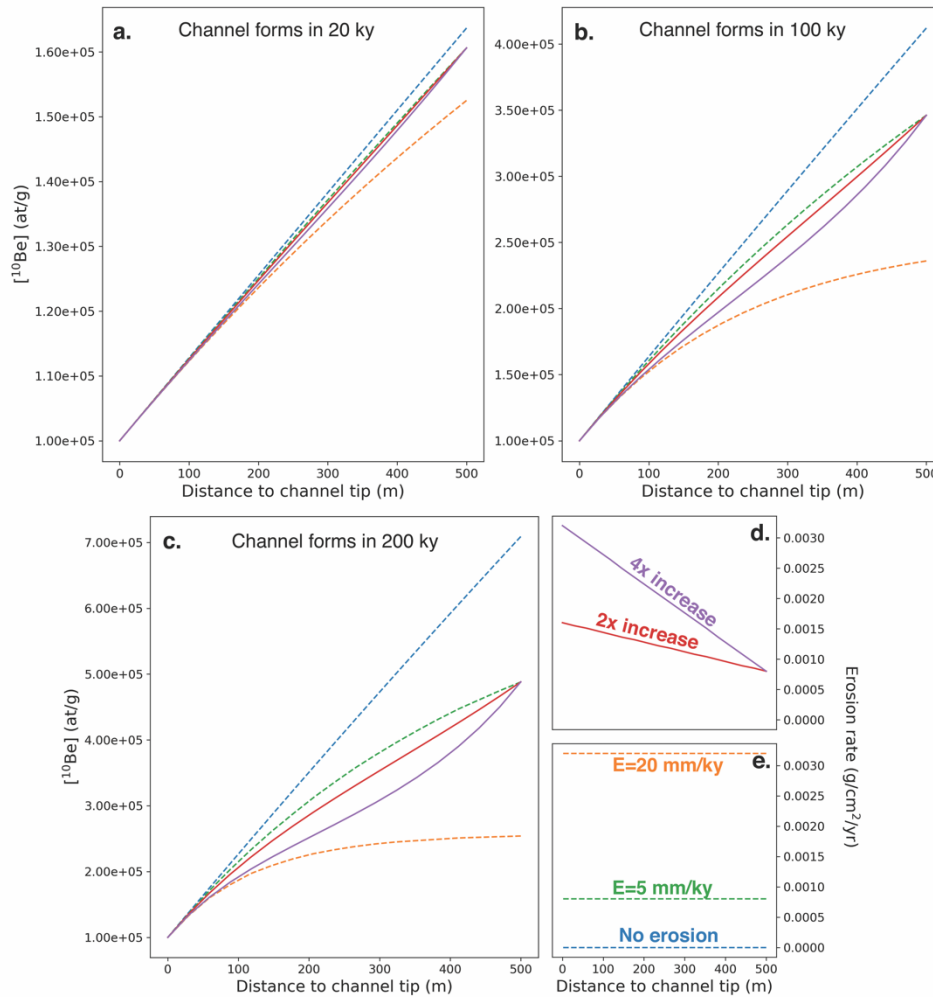 a.
Channel forms in 20 ky
1.60e+05
1.50e+05
1.40e+05
1.30e+05
1.20e+05
1.10e+05
1.00e+05
[¹⁰Be] (at/g)
0 100 200 300 400 500
Distance to channel tip (m)
b.
Channel forms in 100 ky
4.00e+05
3.50e+05
3.00e+05
2.50e+05
2.00e+05
1.50e+05
1.00e+05
0 100 200 300 400 500
Distance to channel tip (m)
c.
Channel forms in 200 ky
7.00e+05
6.00e+05
5.00e+05
4.00e+05
3.00e+05
2.00e+05
1.00e+05
[¹⁰Be] (at/g)
0 100 200 300 400 500
Distance to channel tip (m)
d.
4x increase
2x increase
0.0030
0.0025
0.0020
0.0015
0.0010
0.0005
0.0000
Erosion rate (g/cm²/yr)
e.
E=20 mm/ky
E=5 mm/ky
No erosion
0.0030
0.0025
0.0020
0.0015
0.0010
0.0005
0.0000
0 100 200 300 400 500
Distance to channel tip (m)